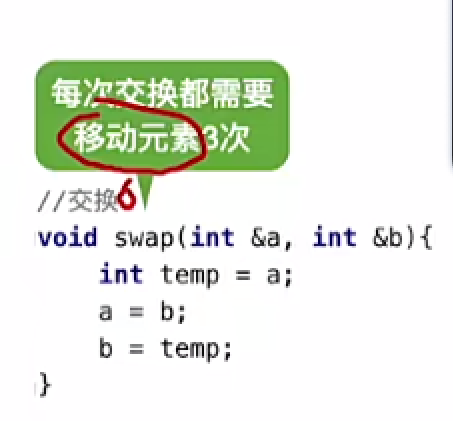 每次交换都需要
移动元素3次
//交换6
void swap(int &a, int &b){
    int temp = a;
    a = b;
    b = temp;
}